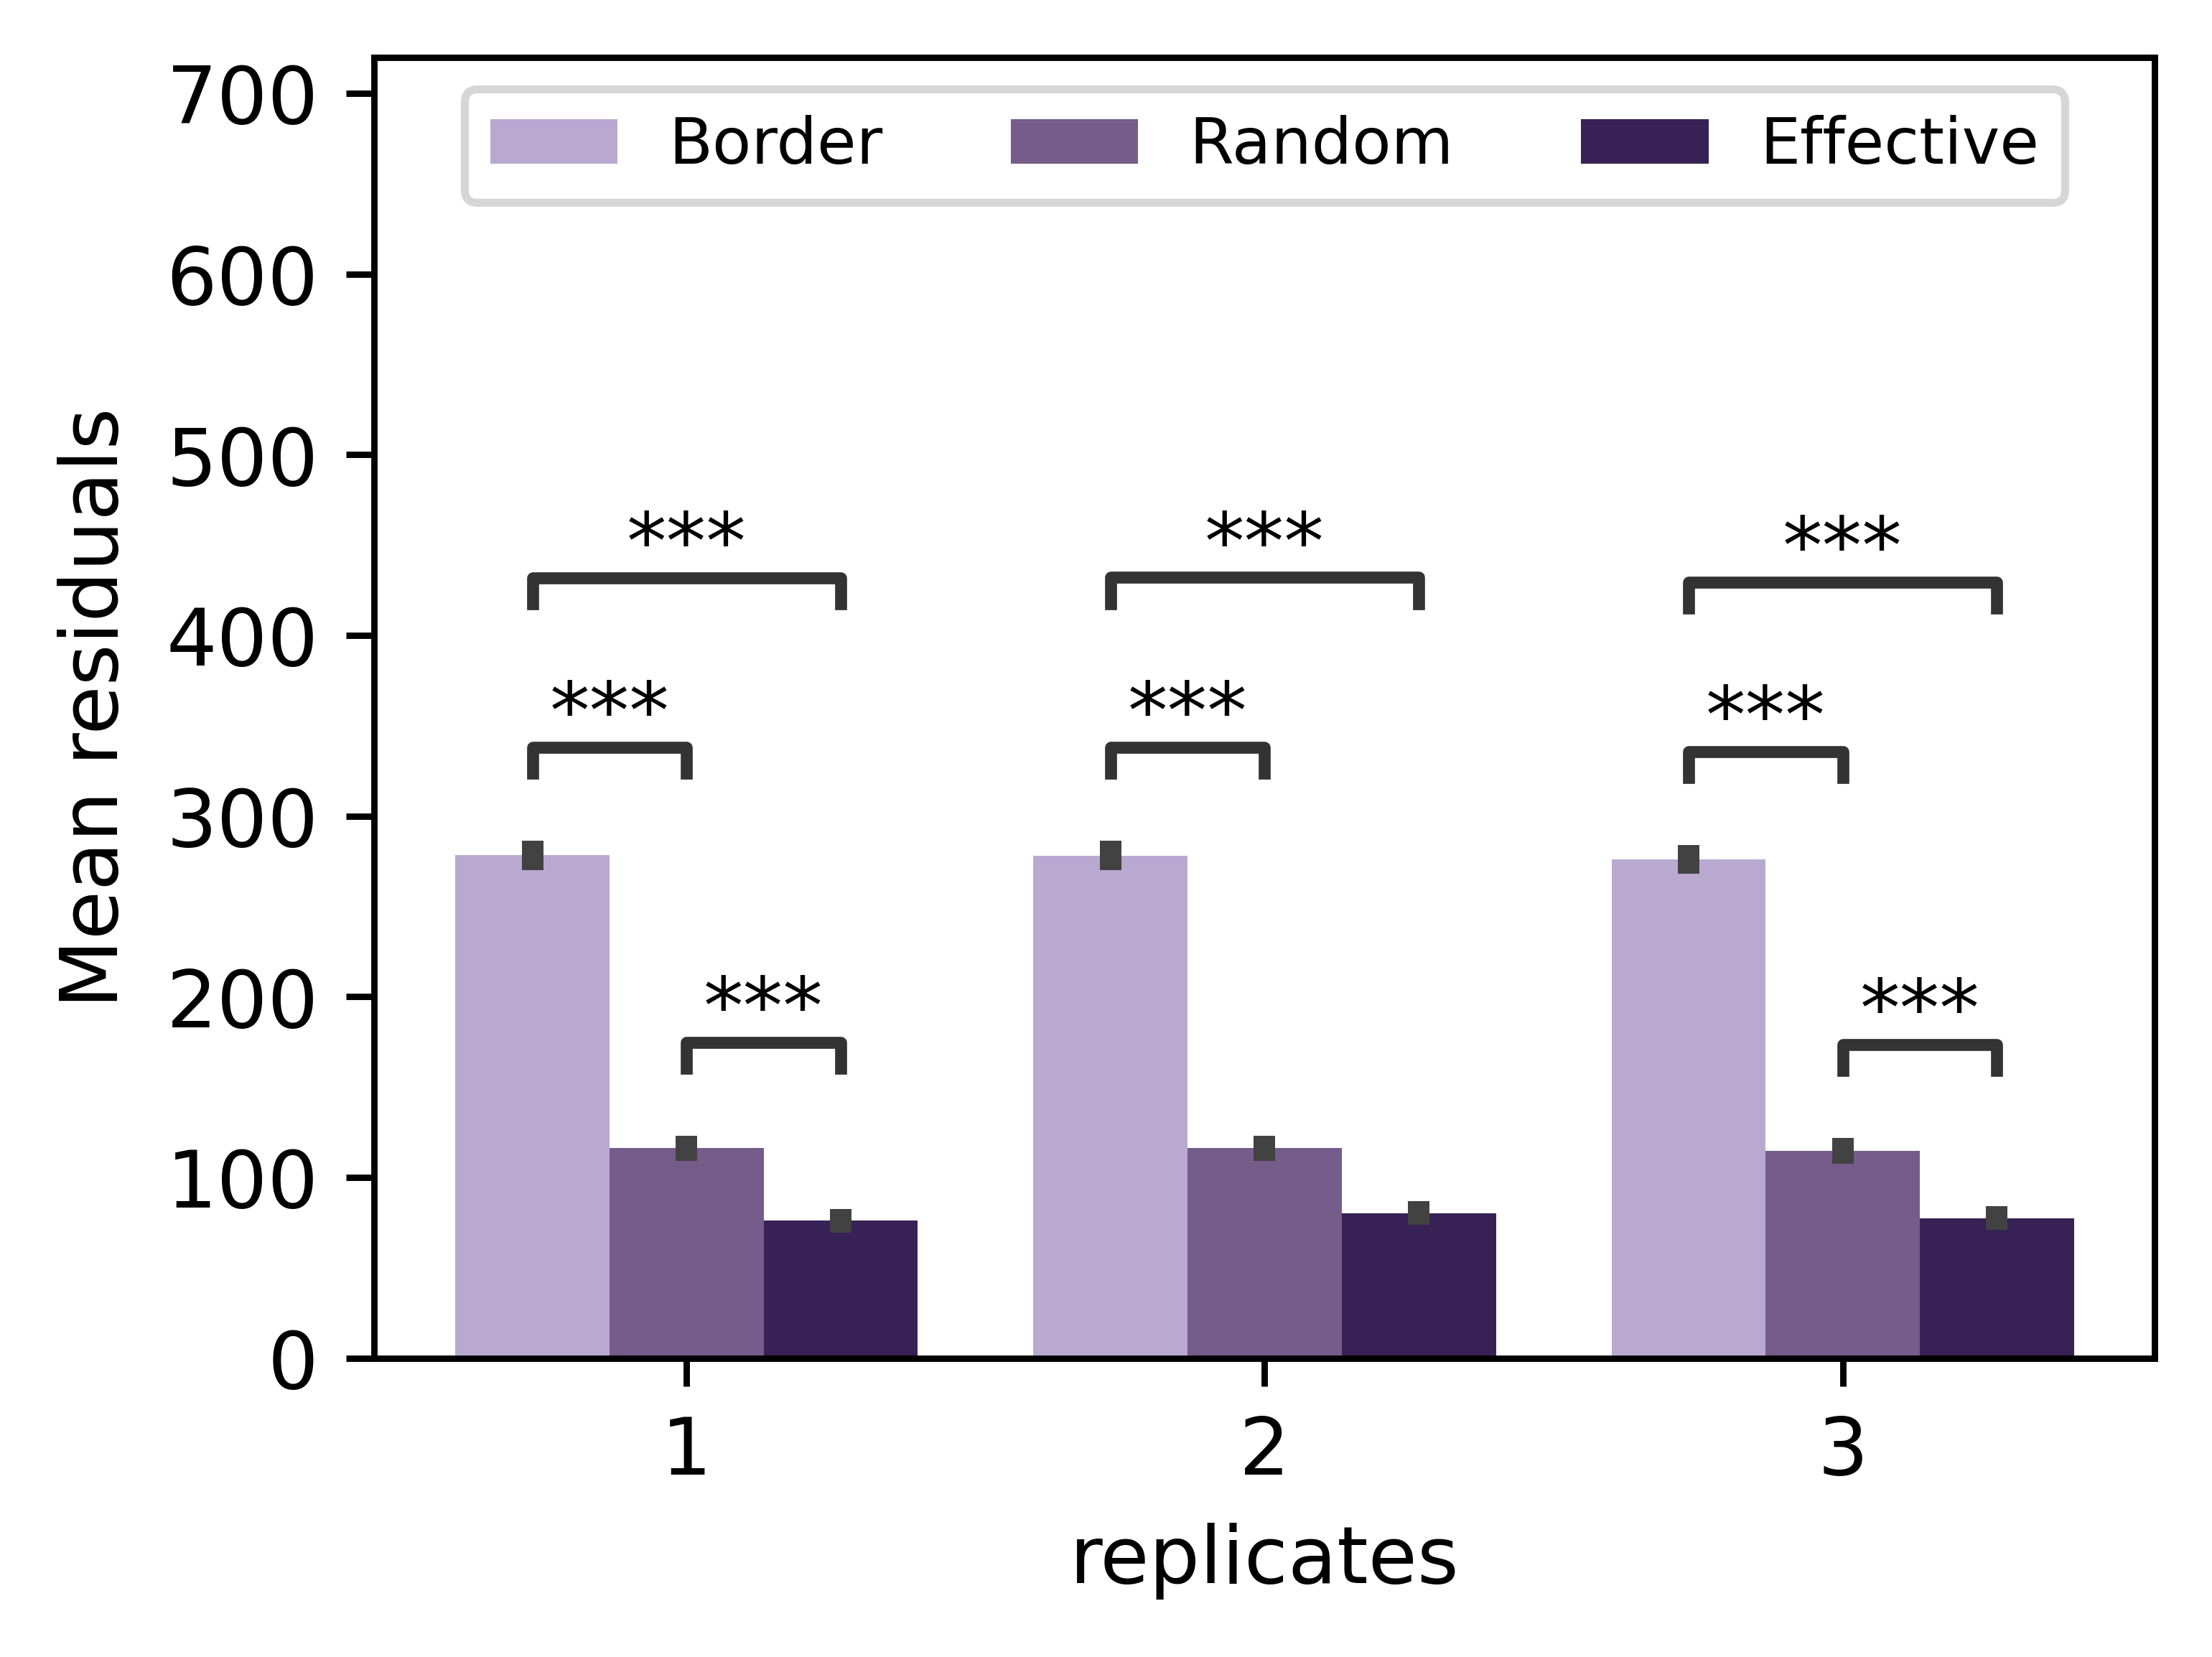 Border Random Effective
Mean residuals
700
600
500
400
300
200
100
0
*** *** ***
*** *** ***
*** ***
1 2 3
replicates